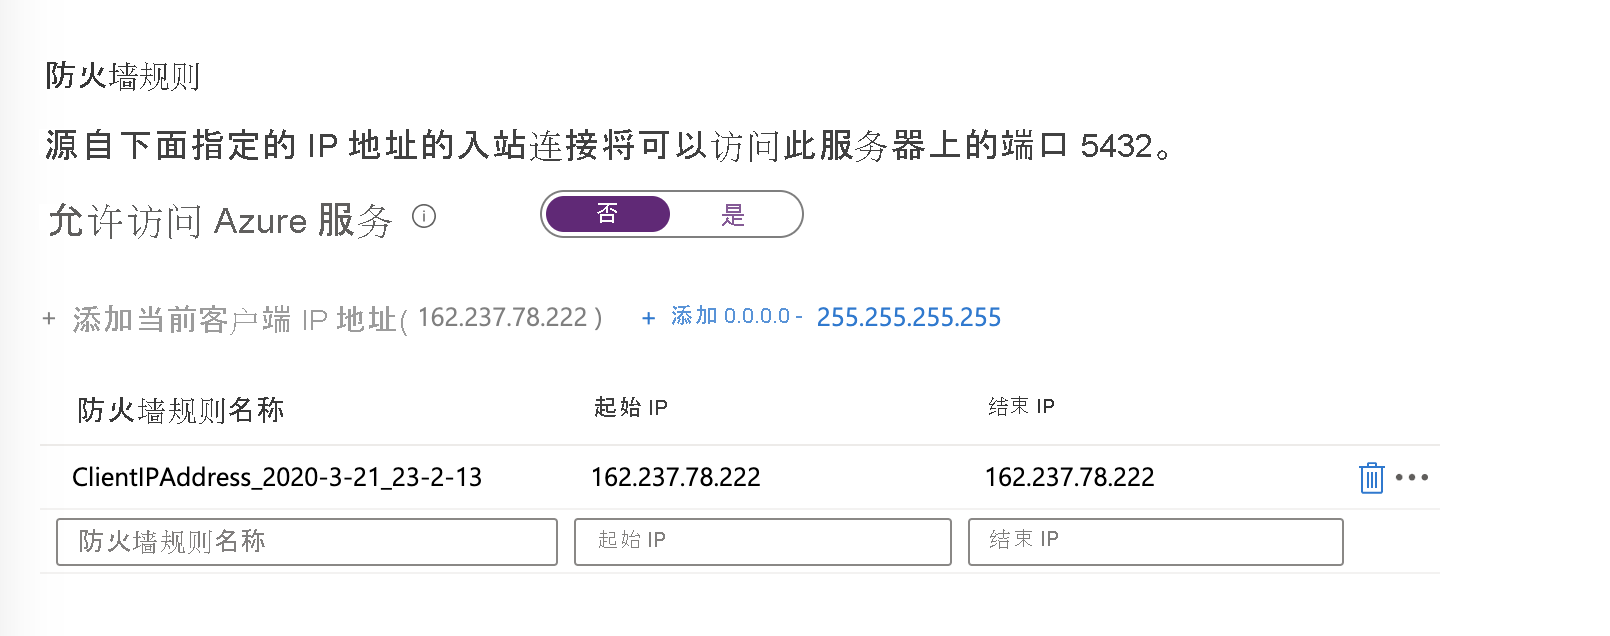 防火墙规则
源自下面指定的 IP 地址的入站连接将可以访问此服务器上的端口 5432。
允许访问 Azure 服务 否 是
+ 添加当前客户端 IP 地址( 162.237.78.222 ) + 添加 0.0.0.0 - 255.255.255.255
防火墙规则名称 起始 IP 结束 IP
ClientIPAddress_2020-3-21_23-2-13 162.237.78.222 162.237.78.222
防火墙规则名称 起始 IP 结束 IP